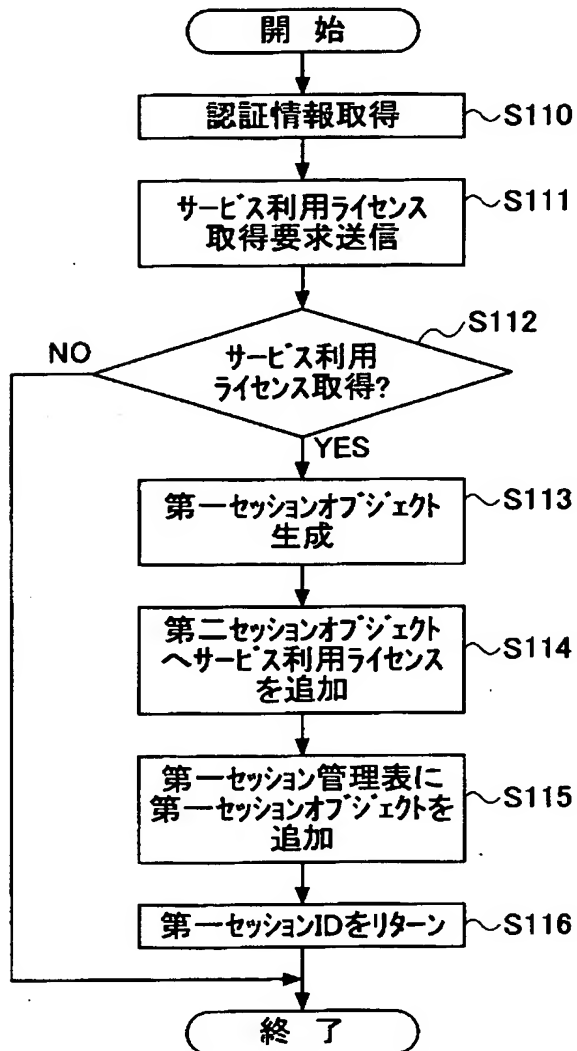 開 始
認証情報取得
S110
サービス利用ライセンス
取得要求送信
S111
S112
NO
サービス利用
ライセンス取得?
YES
第一セッションオブジェクト
生成
S113
第二セッションオブジェクト
へサービス利用ライセンス
を追加
S114
第一セッション管理表に
第一セッションオブジェクトを
追加
S115
第一セッションIDをリターン
S116
終 了